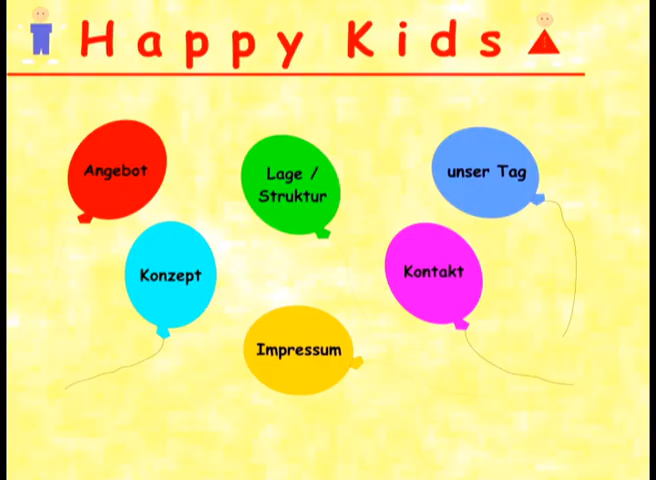 Happy Kids
Angebot
Lage /
Struktur
unser Tag
Konzept
Kontakt
Impressum